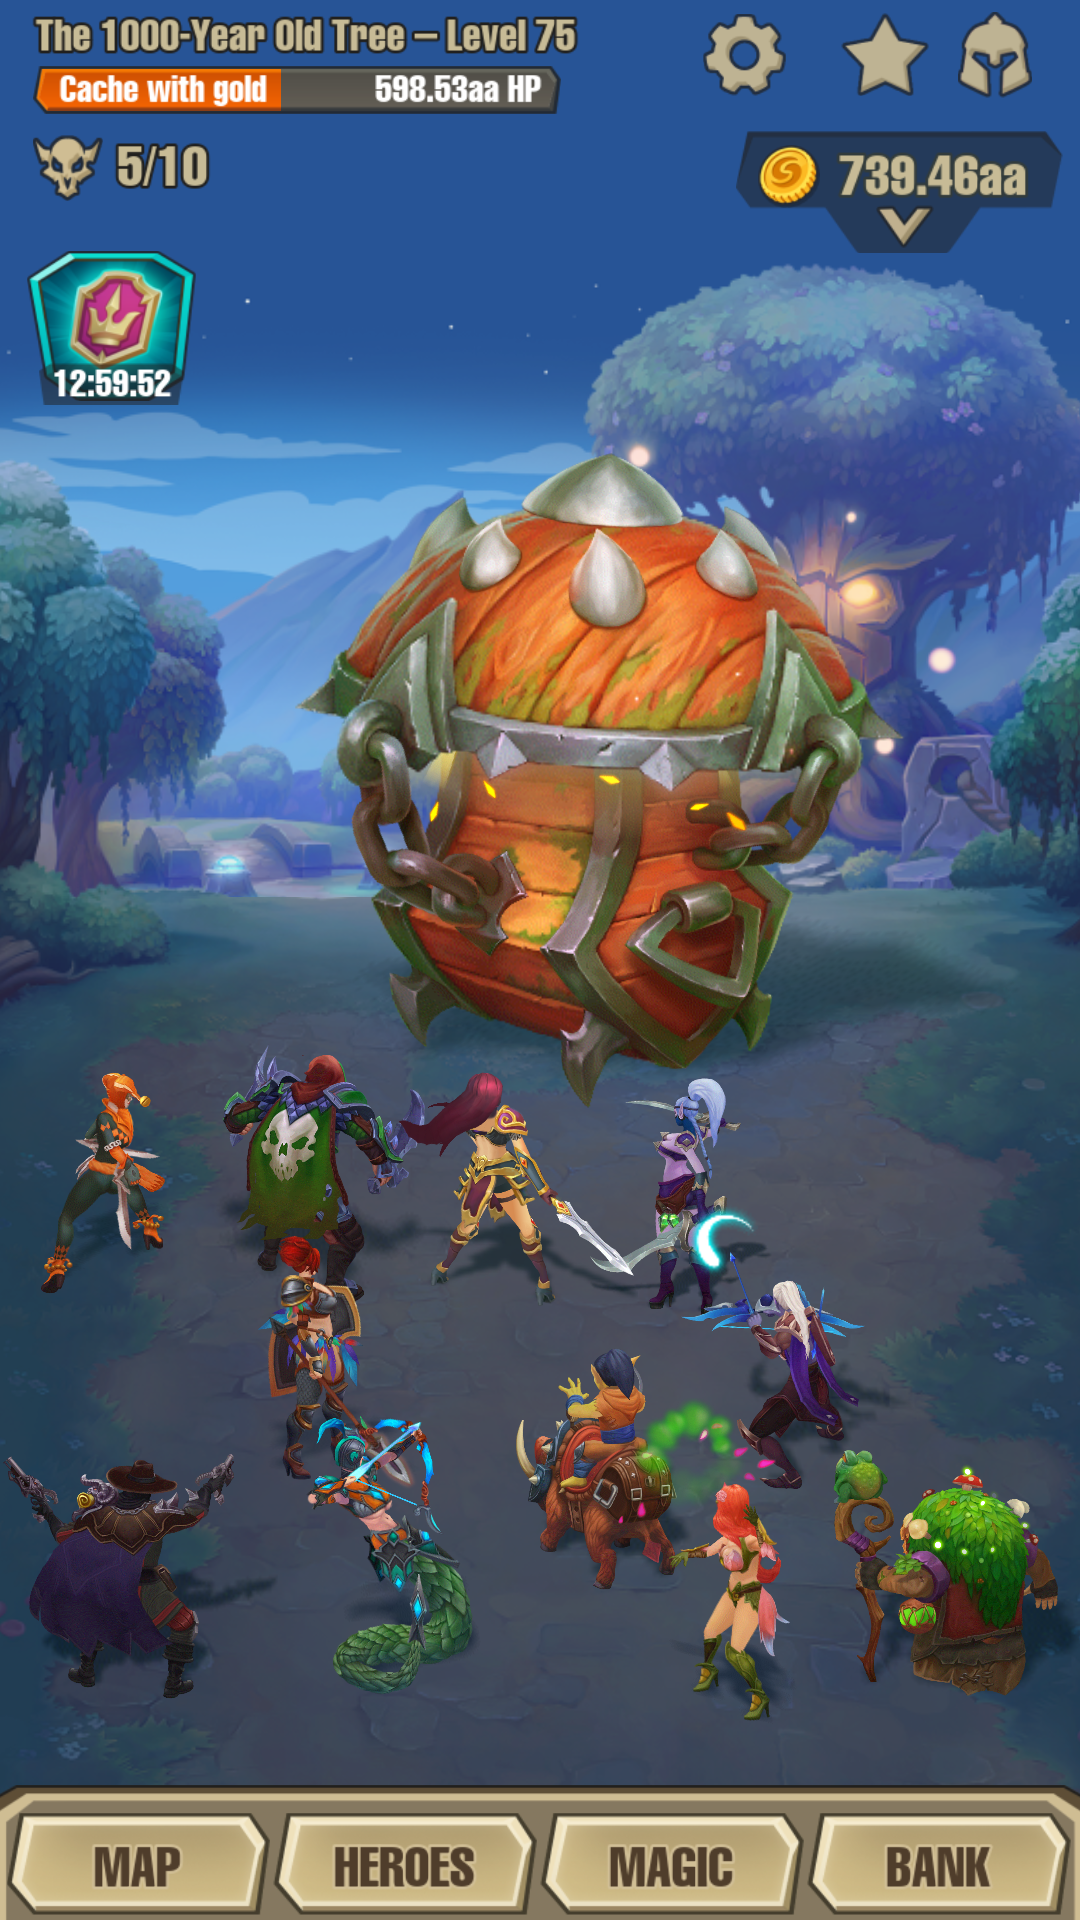 The 1000-Year Old Tree – Level 75
Cache with gold 598.53aa HP
5/10
739.46aa
12:59:52
MAP HEROES MAGIC BANK